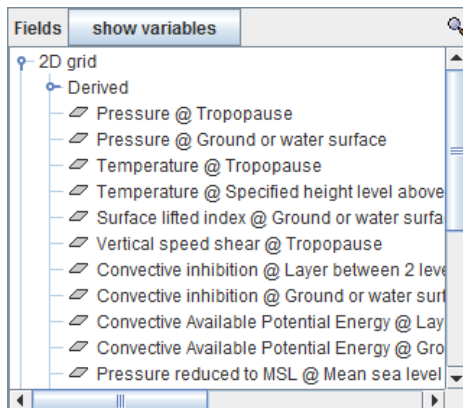 Fields show variables
2D grid
Derived
Pressure @ Tropopause
Pressure @ Ground or water surface
Temperature @ Tropopause
Temperature @ Specified height level above
Surface lifted index @ Ground or water surfa
Vertical speed shear @ Tropopause
Convective inhibition @ Layer between 2 leve
Convective inhibition @ Ground or water surf
Convective Available Potential Energy @ Lay
Convective Available Potential Energy @ Gro
Pressure reduced to MSL @ Mean sea level